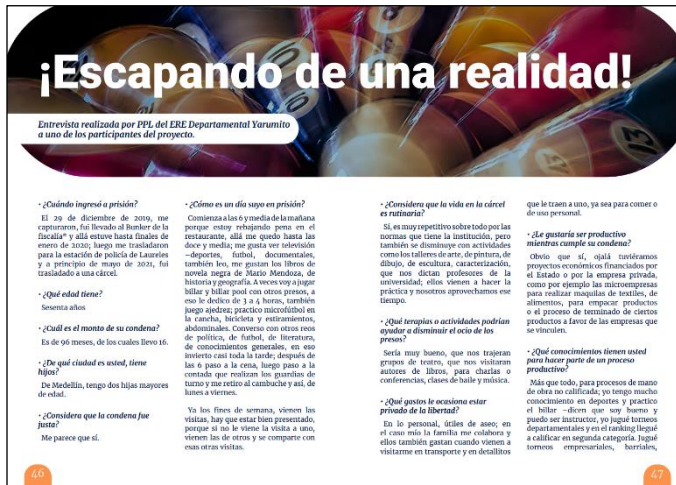 ¡Escapando de una realidad!
Entrevista realizada por PPL del ERE Departamental Yarumito
a uno de los participantes del proyecto.
• ¿Cuándo ingresó a prisión?
El 29 de diciembre de 2019, me
capturaron, fui llevado al Bunker de la
fiscalía* y allá estuve hasta finales de
enero de 2020; luego me trasladaron
para la estación de policía de Laureles
y a principio de mayo de 2021, fui
trasladado a una cárcel.
• ¿Qué edad tiene?
Sesenta años
• ¿Cuál es el monto de su condena?
Es de 96 meses, de los cuales llevo 16.
• ¿De qué ciudad es usted, tiene
hijos?
De Medellín, tengo dos hijas mayores
de edad.
• ¿Considera que la condena fue
justa?
Me parece que sí.
• ¿Cómo es un día suyo en prisión?
Comienza a las 6 y media de la mañana
porque estoy rebajando pena en el
restaurante, allá me quedo hasta las
doce y media; me gusta ver televisión
–deportes, futbol, documentales,
también leo, me gustan los libros de
novela negra de Mario Mendoza, de
historia y geografía. A veces voy a jugar
billar y billar pool con otros presos, a
eso le dedico de 3 a 4 horas, también
juego ajedrez; practico microfútbol en
la cancha, bicicleta y estiramientos,
abdominales. Converso con otros reos
de política, de futbol, de literatura,
de conocimientos generales, en eso
invierto casi toda la tarde; después de
las 6 paso a la cena, luego paso a la
contada que realizan los guardias de
turno y me retiro al cambuche y así, de
lunes a viernes.
Ya los fines de semana, vienen las
visitas, hay que estar bien presentado,
porque si no le viene la visita a uno,
vienen las de otros y se comparte con
esas otras visitas.
46
• ¿Considera que la vida en la cárcel
es rutinaria?
Sí, es muy repetitivo sobre todo por las
normas que tiene la institución, pero
también se disminuye con actividades
como los talleres de arte, de pintura, de
dibujo, de escultura, caracterización,
que nos dictan profesores de la
universidad; ellos vienen a hacer la
práctica y nosotros aprovechamos ese
tiempo.
• ¿Qué terapias o actividades podrían
ayudar a disminuir el ocio de los
presos?
Sería muy bueno, que nos trajeran
grupos de teatro, que nos visitaran
autores de libros, para charlas o
conferencias, clases de baile y música.
• ¿Qué gastos le ocasiona estar
privado de la libertad?
En lo personal, útiles de aseo; en
el caso mío la familia me colabora y
ellos también gastan cuando vienen a
visitarme en transporte y en detallitos
que le traen a uno, ya sea para comer o
de uso personal.
• ¿Le gustaría ser productivo
mientras cumple su condena?
Obvio que sí, ojalá tuviéramos
proyectos económicos financiados por
el Estado o por la empresa privada,
como por ejemplo las microempresas
para realizar maquilas de textiles, de
alimentos, para empacar productos
o el proceso de terminado de ciertos
productos a favor de las empresas que
se vinculen.
• ¿Qué conocimientos tienen usted
para hacer parte de un proceso
productivo?
Más que todo, para procesos de mano
de obra no calificada; yo tengo mucho
conocimiento en deportes y practico
el billar –dicen que soy bueno y
puedo ser instructor, yo jugué torneos
departamentales y en el ranking llegué
a calificar en segunda categoría. Jugué
torneos empresariales, barriales,
47